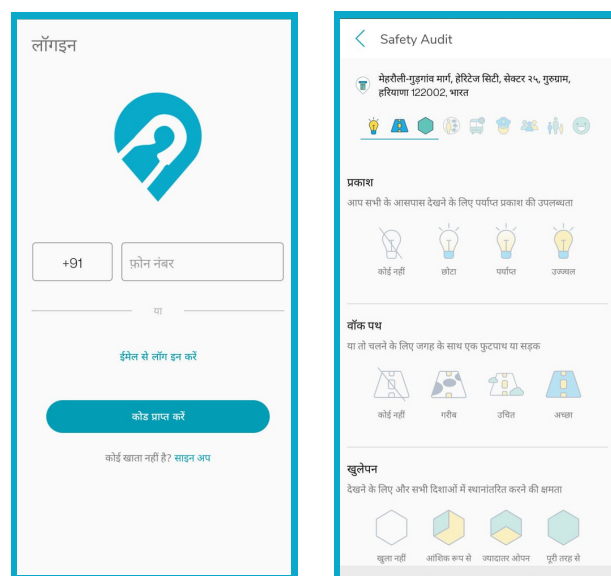 लॉगइन
+91
फ़ोन नंबर
या
ईमेल से लॉग इन करें
कोड प्राप्त करें
कोई खाता नहीं है? साइन अप
Safety Audit
मेहरौली-गुड़गांव मार्ग, हेरिटेज सिटी, सेक्टर २५, गुरुग्राम,
हरियाणा 122002, भारत
प्रकाश
आप सभी के आसपास देखने के लिए पर्याप्त प्रकाश की उपलब्धता
कोई नहीं छोटा पर्याप्त उज्ज्वल
वॉक पथ
या तो चलने के लिए जगह के साथ एक फुटपाथ या सड़क
कोई नहीं गरीब उचित अच्छा
खुलेपन
देखने के लिए और सभी दिशाओं में स्थानांतरित करने की क्षमता
खुला नहीं आंशिक रूप से ज्यादातर ओपन पूरी तरह से